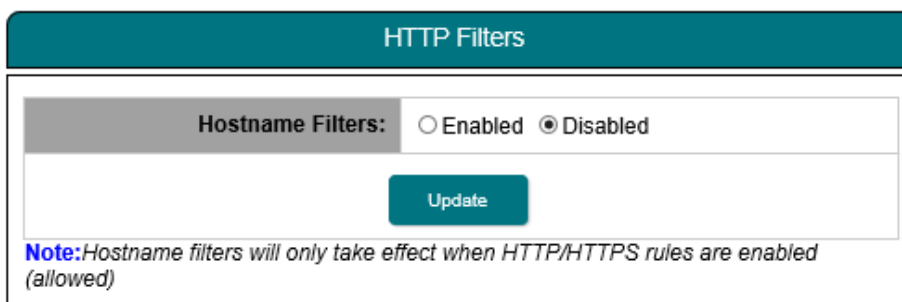 HTTP Filters
Hostname Filters: Enabled Disabled
Update
Note:Hostname filters will only take effect when HTTP/HTTPS rules are enabled
(allowed)